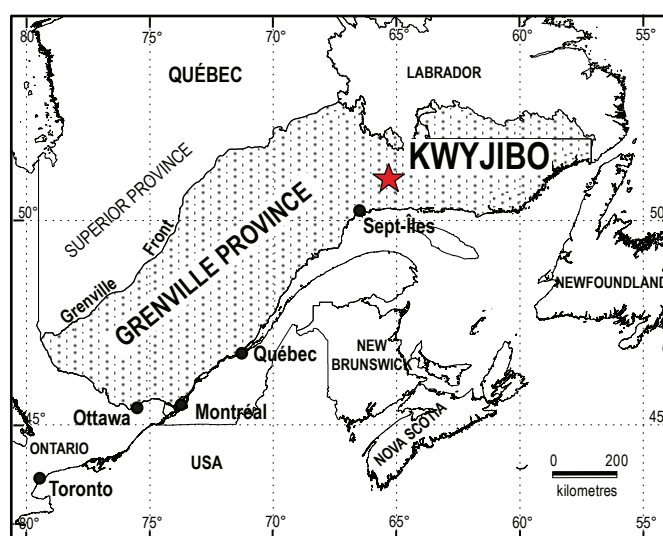 80°
75°
70°
65°
60°
55°
QUÉBEC
LABRADOR
SUPERIOR PROVINCE
KWYJIBO
50°
50°
Sept-Îles
Grenville Front
GRENVILLE PROVINCE
NEWFOUNDLAND
Québec
NEW
BRUNSWICK
Ottawa
Montréal
45°
45°
ONTARIO
USA
NOVA SCOTIA
0 200
kilometres
Toronto
80°
75°
70°
65°
60°
55°